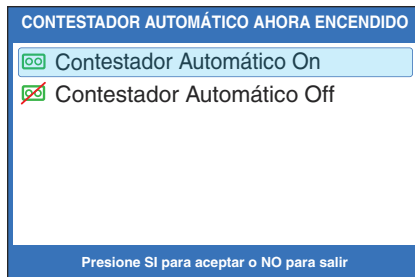 CONTESTADOR AUTOMÁTICO AHORA ENCENDIDO
Contestador Automático On
Contestador Automático Off
Presione SI para aceptar o NO para salir